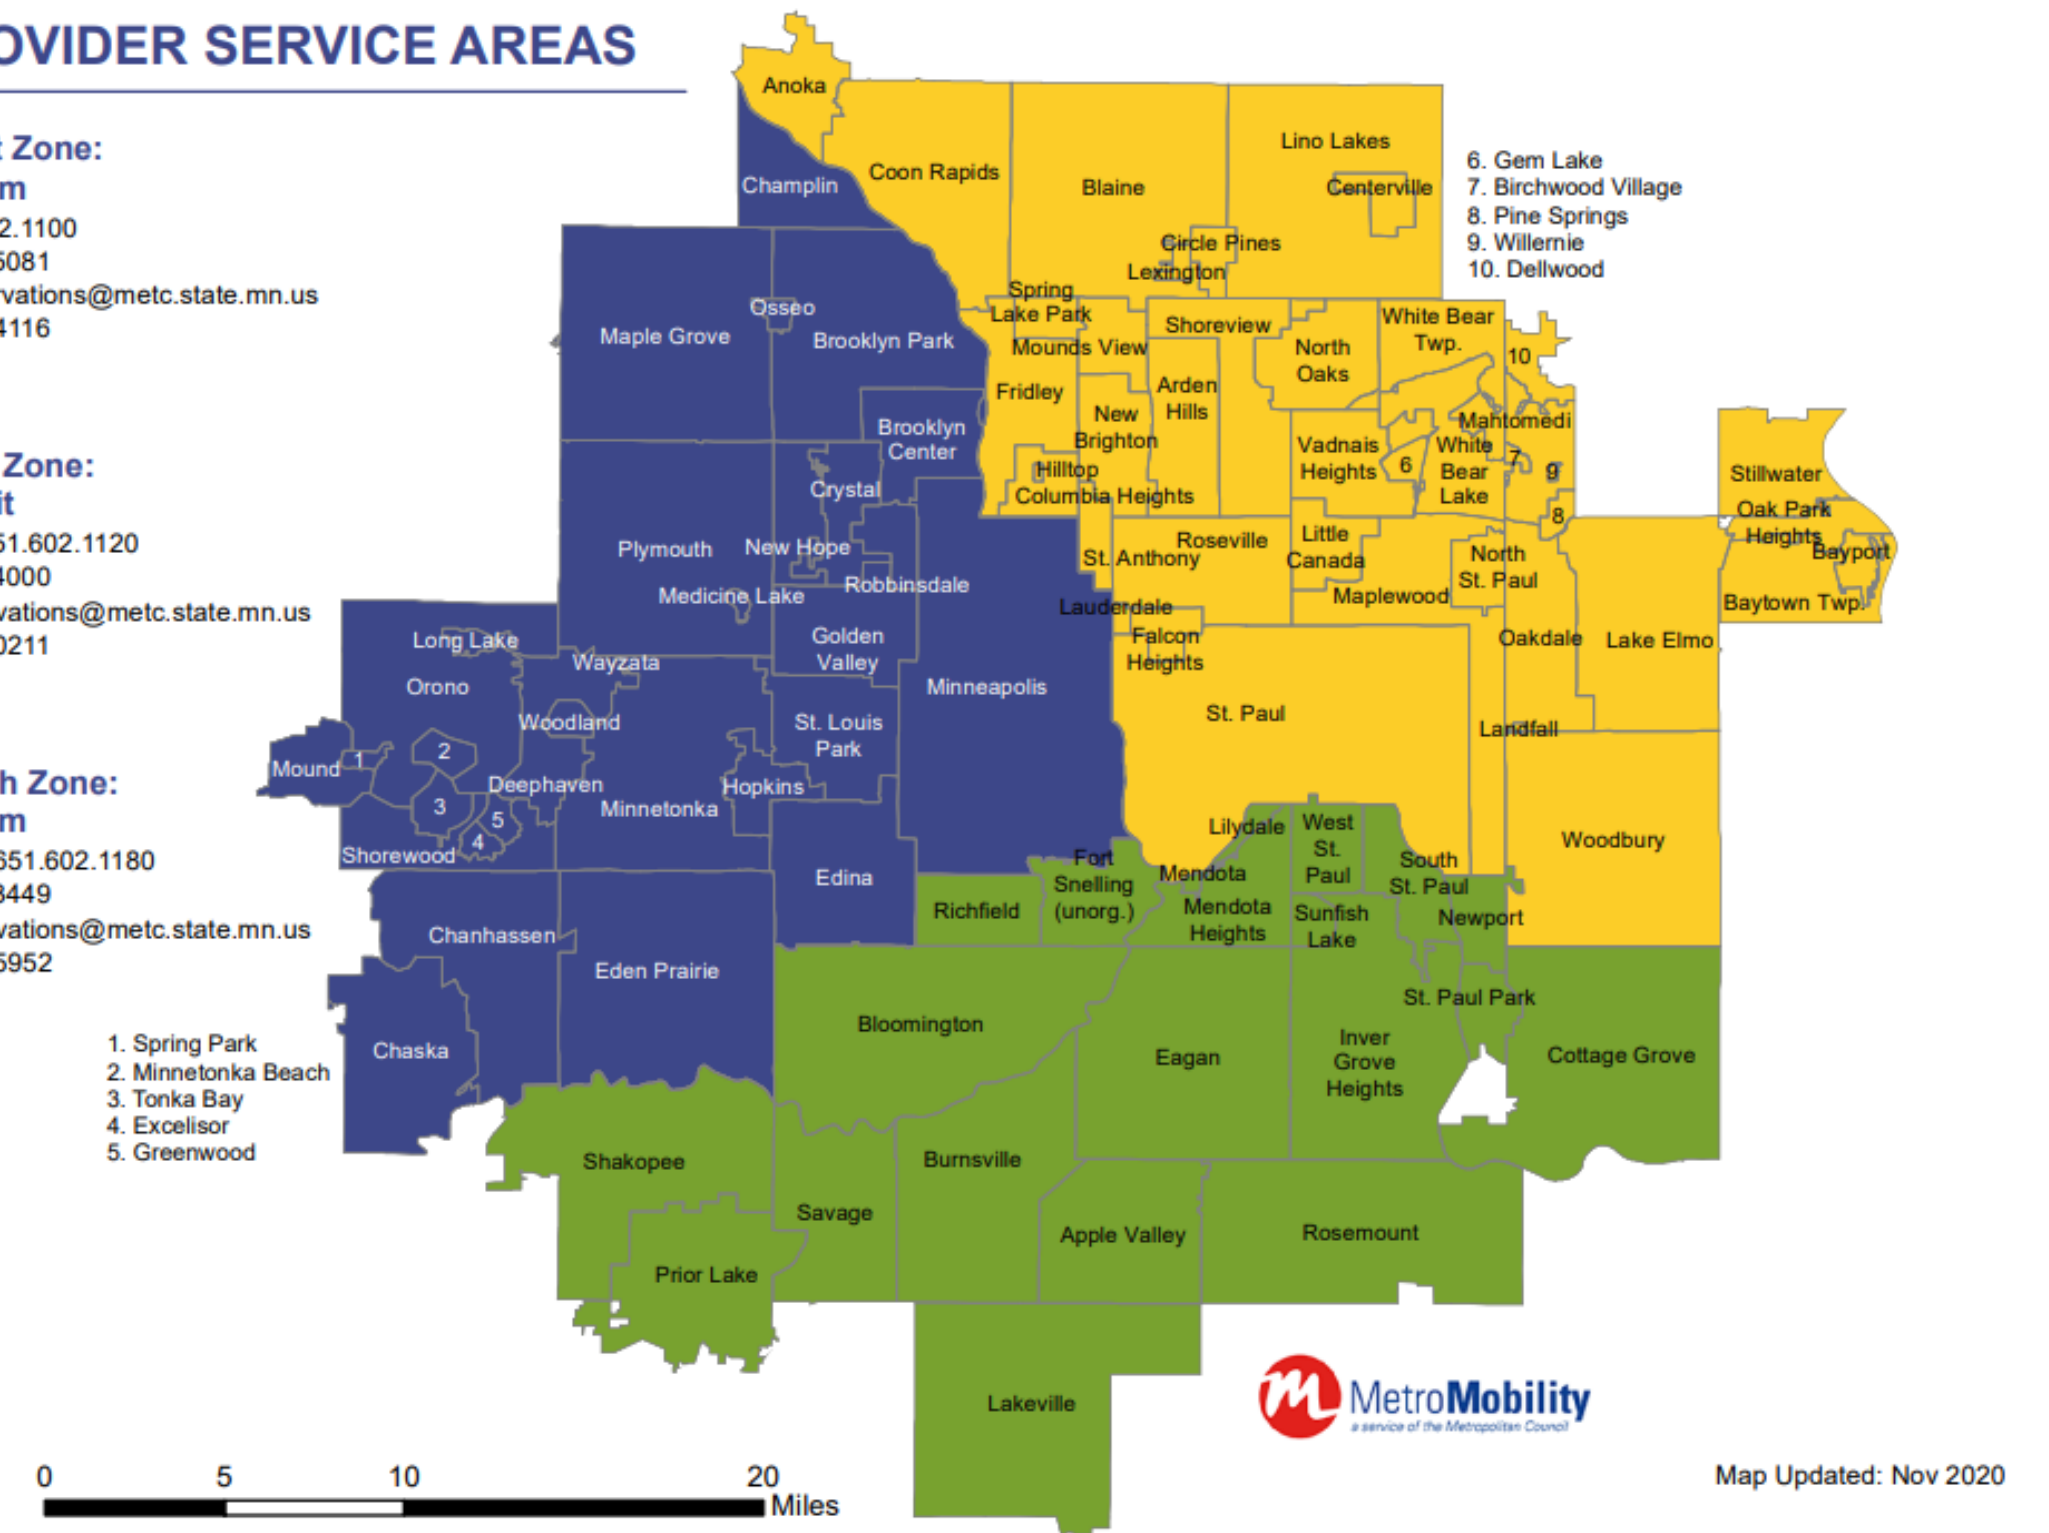 OVIDER SERVICE AREAS
t Zone:
m
2.1100
5081
rvations@metc.state.mn.us
4116
Zone:
it
51.602.1120
4000
vations@metc.state.mn.us
0211
h Zone:
m
651.602.1180
3449
vations@metc.state.mn.us
5952
1. Spring Park
2. Minnetonka Beach
3. Tonka Bay
4. Excelisor
5. Greenwood
6. Gem Lake
7. Birchwood Village
8. Pine Springs
9. Willernie
10. Dellwood
Anoka
Champlin
Coon Rapids
Blaine
Lino Lakes
Centerville
Circle Pines
Lexington
Maple Grove
Osseo
Brooklyn Park
Spring
Lake Park
Shoreview
White Bear
Twp.
Mounds View
North
Oaks
10
Fridley
Arden
Hills
New
Brighton
Brooklyn
Center
Mahtomedi
Vadnais
Heights
6
White
Bear
Lake
7
9
8
Hilltop
Columbia Heights
Crystal
Stillwater
Oak Park
Heights
Bayport
Baytown Twp.
Plymouth
New Hope
Robbinsdale
Medicine Lake
St. Anthony
Roseville
Little
Canada
North
St. Paul
Maplewood
Lauderdale
Falcon
Heights
Oakdale
Lake Elmo
Long Lake
Orono
Wayzata
Golden
Valley
Minneapolis
Woodland
St. Louis
Park
St. Paul
Landfall
Mound
1
2
3
5
4
Deephaven
Minnetonka
Hopkins
Shorewood
Edina
Lilydale
West
St.
Paul
South
St. Paul
Woodbury
Fort
Snelling
(unorg.)
Mendota
Mendota
Heights
Sunfish
Lake
Newport
Richfield
Chanhassen
Eden Prairie
Chaska
Bloomington
Eagan
St. Paul Park
Inver
Grove
Heights
Cottage Grove
Shakopee
Savage
Burnsville
Apple Valley
Rosemount
Prior Lake
Lakeville
m MetroMobility
a service of the Metropolitan Council
0 5 10 20
Miles
Map Updated: Nov 2020